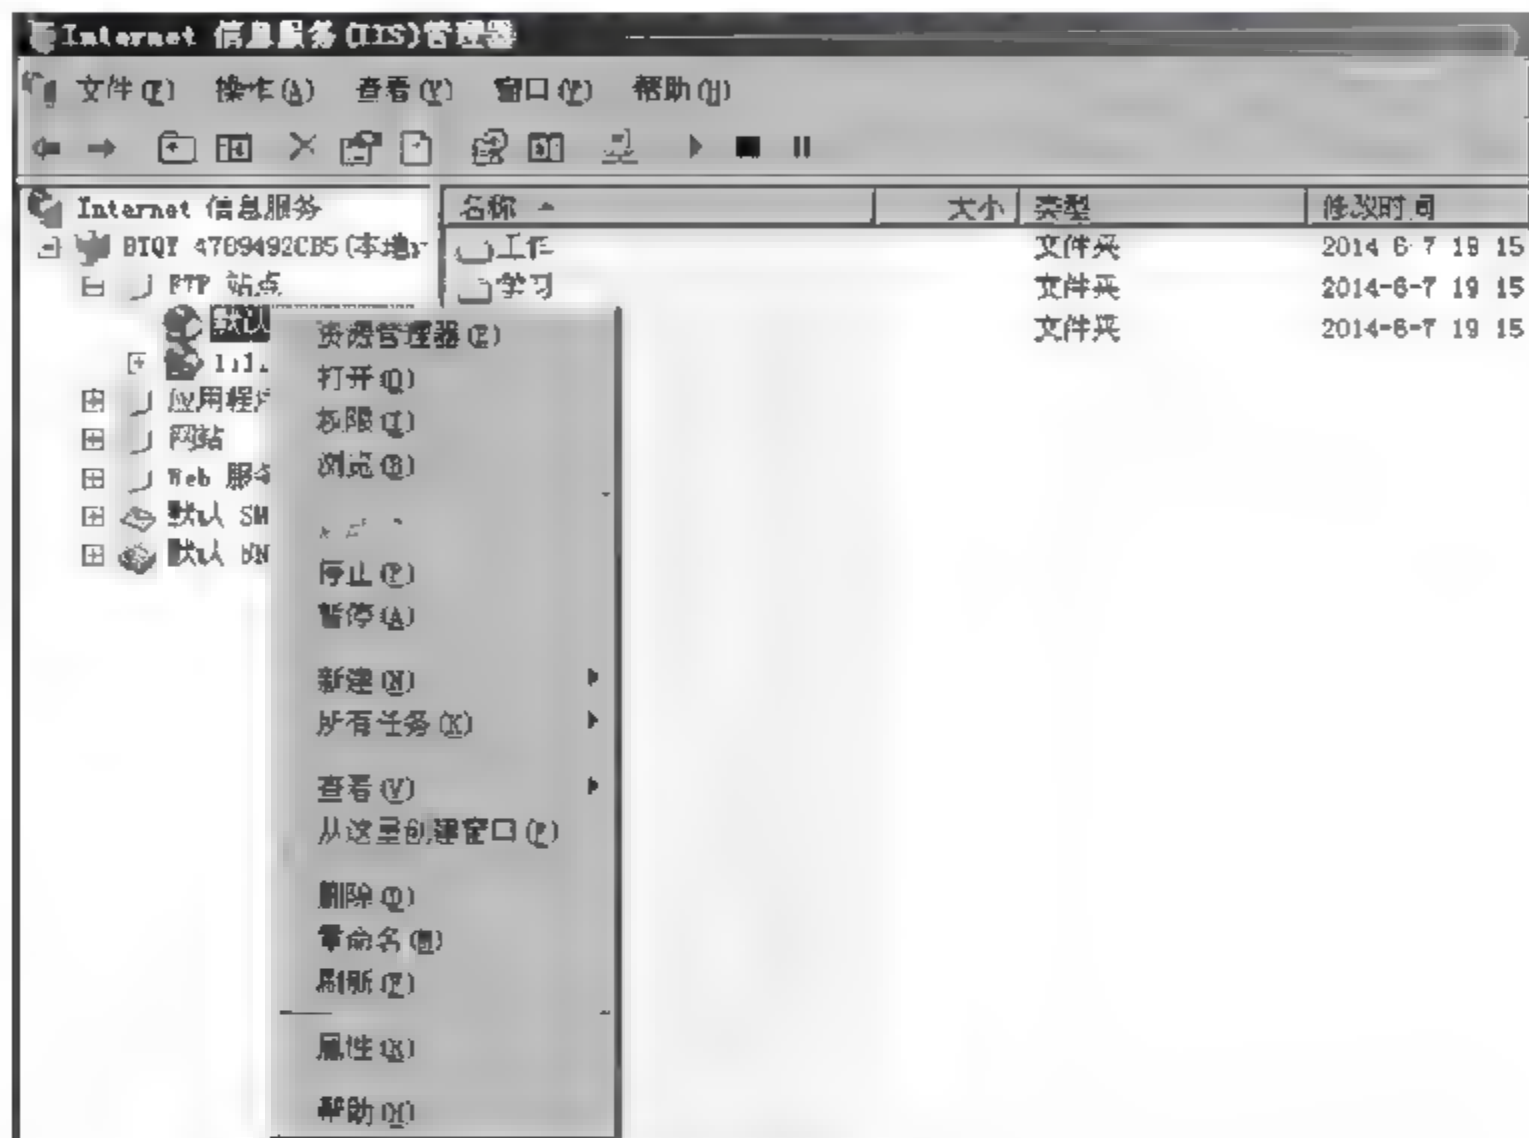 Internet 信息服务(IIS)管理器
文件(F) 操作(A) 查看(V) 窗口(W) 帮助(H)
Internet 信息服务 名称 大小 类型 修改时间
(本地 工作 文件夹 2014-6-7 19:15
FTP 站点 学习 文件夹 2014-6-7 19:15
默认 文件夹 2014-6-7 19:15
应用程序
网站
Web 服务
默认 SM
默认 NN
资源管理器(E)
打开(O)
权限(I)
浏览(B)
停止(P)
暂停(A)
新建(N)
所有任务(K)
查看(V)
从这里创建窗口(P)
删除(D)
重命名(M)
刷新(F)
属性(R)
帮助(H)